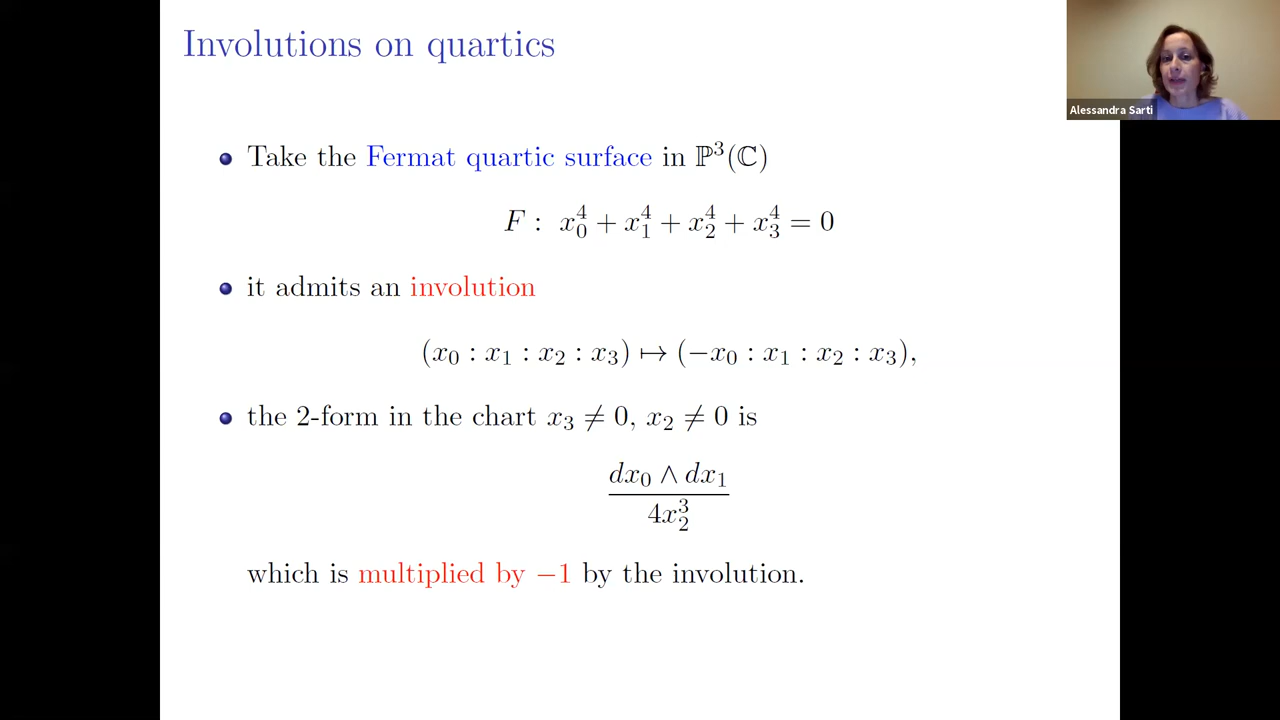 Involutions on quartics
Alessandra Sarti
• Take the Fermat quartic surface in ℙ³(ℂ)
F : x₀⁴ + x₁⁴ + x₂⁴ + x₃⁴ = 0
• it admits an involution
(x₀ : x₁ : x₂ : x₃) ↦ (−x₀ : x₁ : x₂ : x₃),
• the 2-form in the chart x₃ ≠ 0, x₂ ≠ 0 is
dx₀ ∧ dx₁
4x₂³
which is multiplied by −1 by the involution.